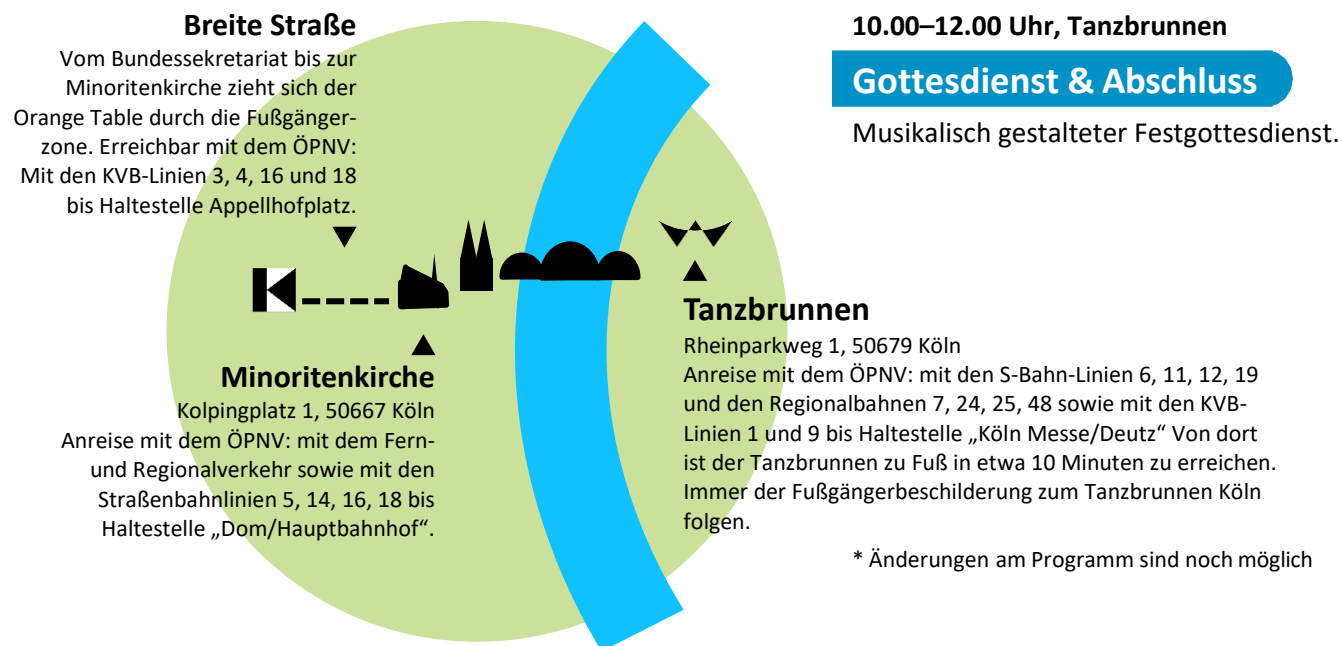 Breite Straße
Vom Bundessekretariat bis zur
Minoritenkirche zieht sich der
Orange Table durch die Fußgänger-
zone. Erreichbar mit dem ÖPNV:
Mit den KVB-Linien 3, 4, 16 und 18
bis Haltestelle Appellhofplatz.
Minoritenkirche
Kolpingplatz 1, 50667 Köln
Anreise mit dem ÖPNV: mit dem Fern-
und Regionalverkehr sowie mit den
Straßenbahnlinien 5, 14, 16, 18 bis
Haltestelle „Dom/Hauptbahnhof“.
10.00–12.00 Uhr, Tanzbrunnen
Gottesdienst & Abschluss
Musikalisch gestalteter Festgottesdienst.
Tanzbrunnen
Rheinparkweg 1, 50679 Köln
Anreise mit dem ÖPNV: mit den S-Bahn-Linien 6, 11, 12, 19
und den Regionalbahnen 7, 24, 25, 48 sowie mit den KVB-
Linien 1 und 9 bis Haltestelle „Köln Messe/Deutz“ Von dort
ist der Tanzbrunnen zu Fuß in etwa 10 Minuten zu erreichen.
Immer der Fußgängerbeschilderung zum Tanzbrunnen Köln
folgen.
* Änderungen am Programm sind noch möglich